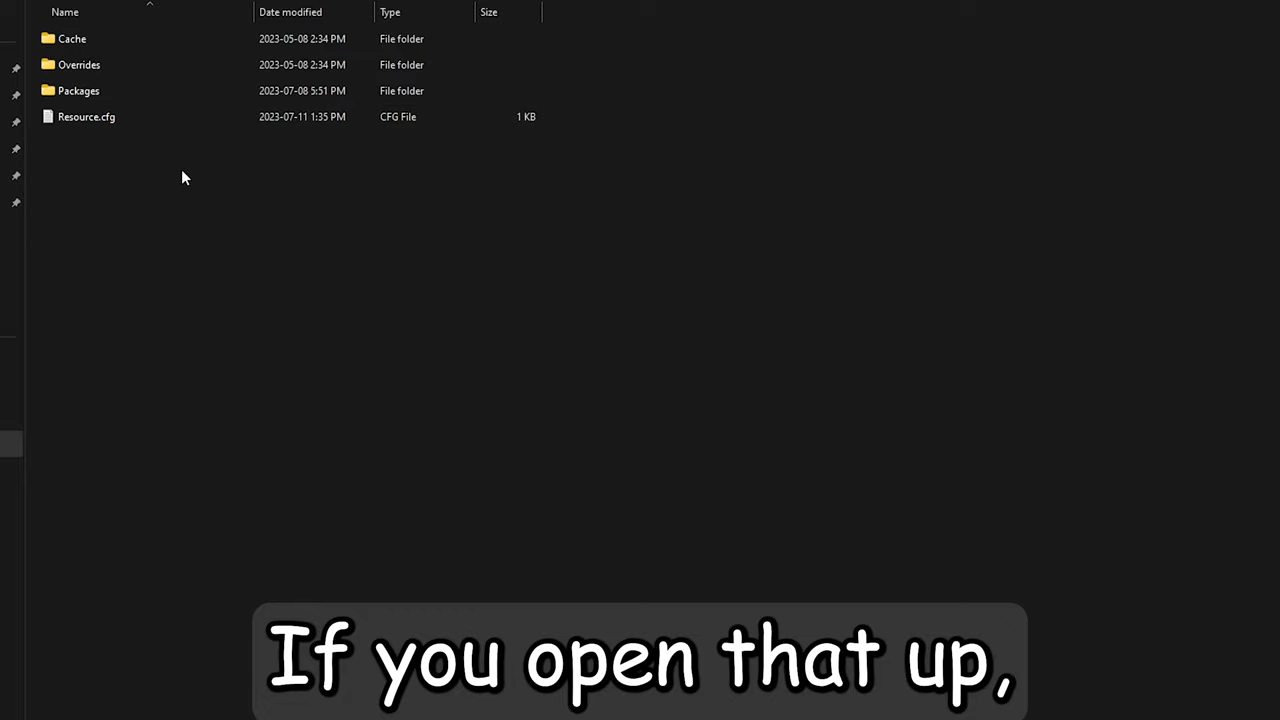 Name Date modified Type Size
Cache 2023-05-08 2:34 PM File folder
Overrides 2023-05-08 2:34 PM File folder
Packages 2023-07-08 5:51 PM File folder
Resource.cfg 2023-07-11 1:35 PM CFG File 1 KB
If you open that up,